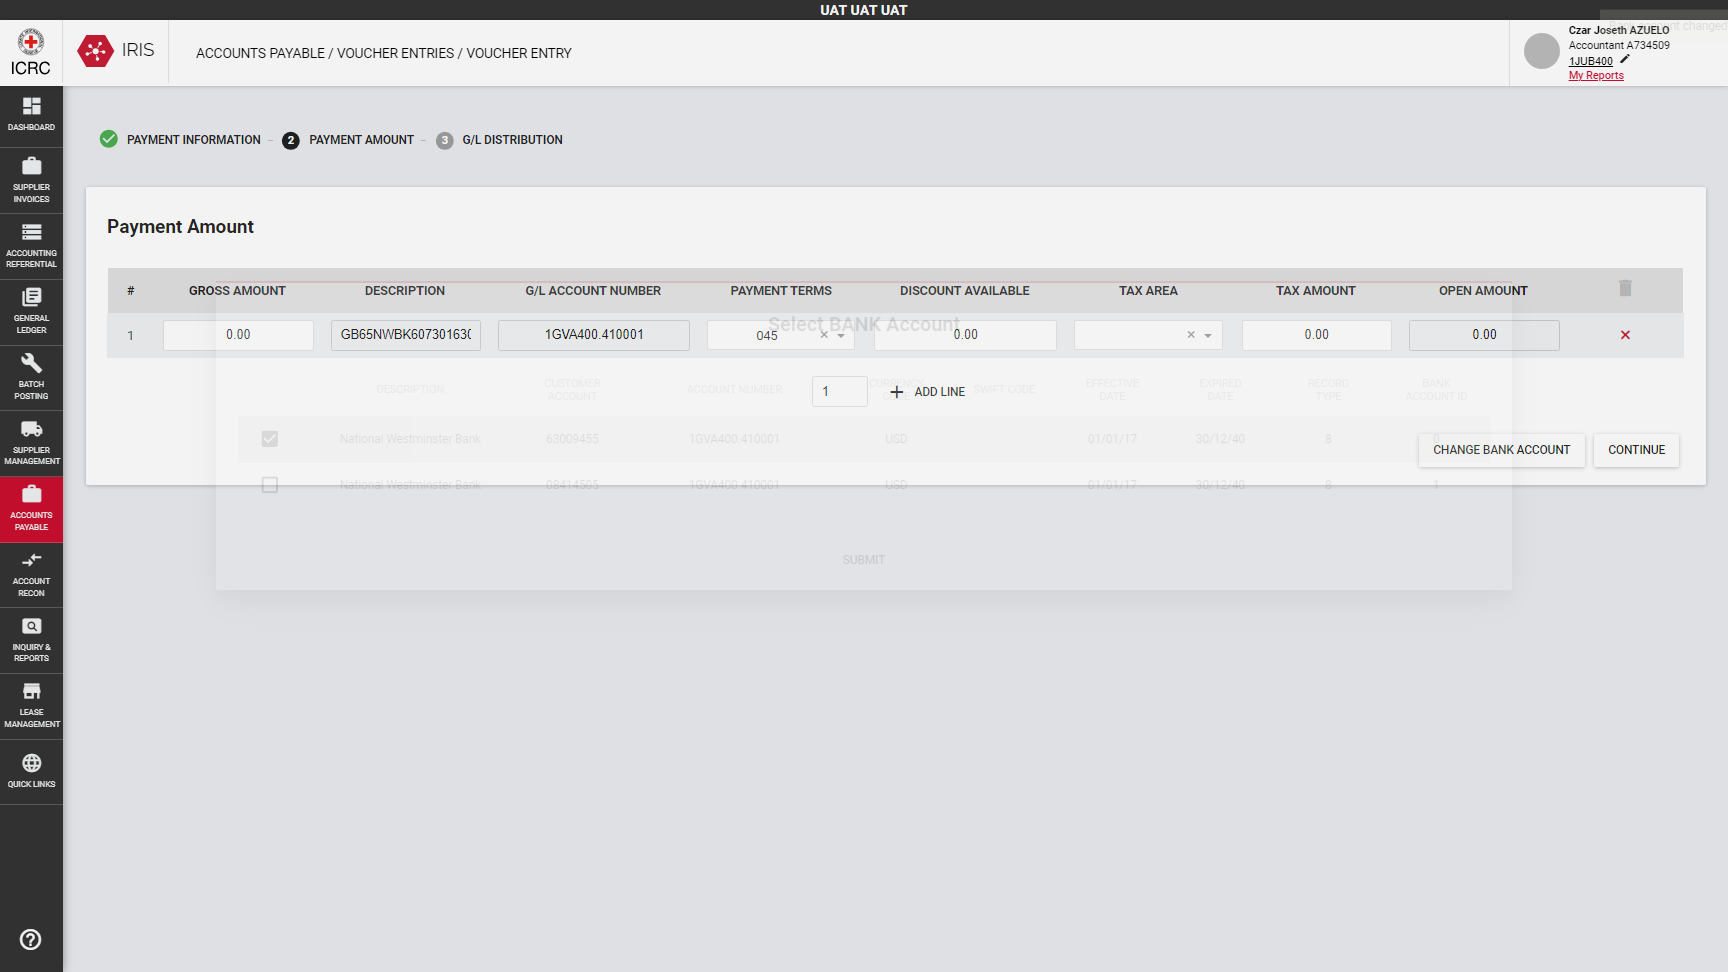 UAT UAT UAT
ICRC
IRIS
ACCOUNTS PAYABLE / VOUCHER ENTRIES / VOUCHER ENTRY
Bank account changed
Czar Joseth AZUELO
Accountant A734509
1JUB400
My Reports
DASHBOARD
SUPPLIER
INVOICES
ACCOUNTING
REFERENTIAL
GENERAL
LEDGER
BATCH
POSTING
SUPPLIER
MANAGEMENT
ACCOUNTS
PAYABLE
ACCOUNT
RECON
INQUIRY &
REPORTS
LEASE
MANAGEMENT
QUICK LINKS
PAYMENT INFORMATION - 2 PAYMENT AMOUNT - 3 G/L DISTRIBUTION
Payment Amount
# GROSS AMOUNT DESCRIPTION G/L ACCOUNT NUMBER PAYMENT TERMS DISCOUNT AVAILABLE TAX AREA TAX AMOUNT OPEN AMOUNT
1 0.00 GB65NWBK60730163( 1GVA400.410001 045 0.00 0.00 0.00
1 ADD LINE
CHANGE BANK ACCOUNT CONTINUE
Select BANK Account
DESCRIPTION CUSTOMER ACCOUNT ACCOUNT NUMBER CURRENCY SWIFT CODE EFFECTIVE DATE EXPIRED DATE RECORD TYPE BANK ACCOUNT ID
National Westminster Bank 63009455 1GVA400.410001 USD 01/01/17 30/12/40 8 0
National Westminster Bank 08414505 1GVA400.410001 USD 01/01/17 30/12/40 8 1
SUBMIT